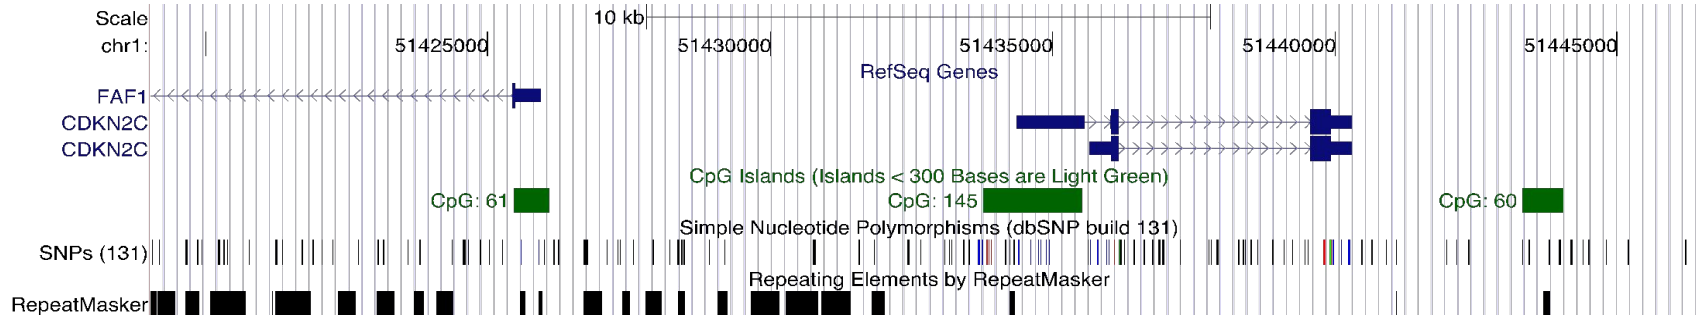 Scale 10 kb
chr1: 51425000 51430000 51435000 51440000 51445000
RefSeq Genes
FAF1
CDKN2C
CDKN2C
CpG Islands (Islands < 300 Bases are Light Green)
CpG: 61 CpG: 145 CpG: 60
Simple Nucleotide Polymorphisms (dbSNP build 131)
SNPs (131)
Repeating Elements by RepeatMasker
RepeatMasker